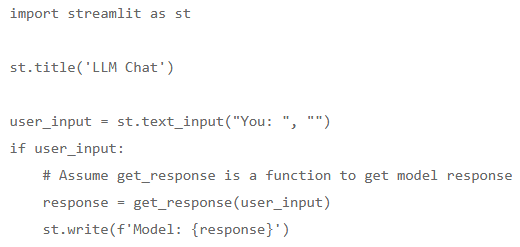 import streamlit as st
st.title('LLM Chat')
user_input = st.text_input("You: ", "")
if user_input:
    # Assume get_response is a function to get model response
    response = get_response(user_input)
    st.write(f'Model: {response}')